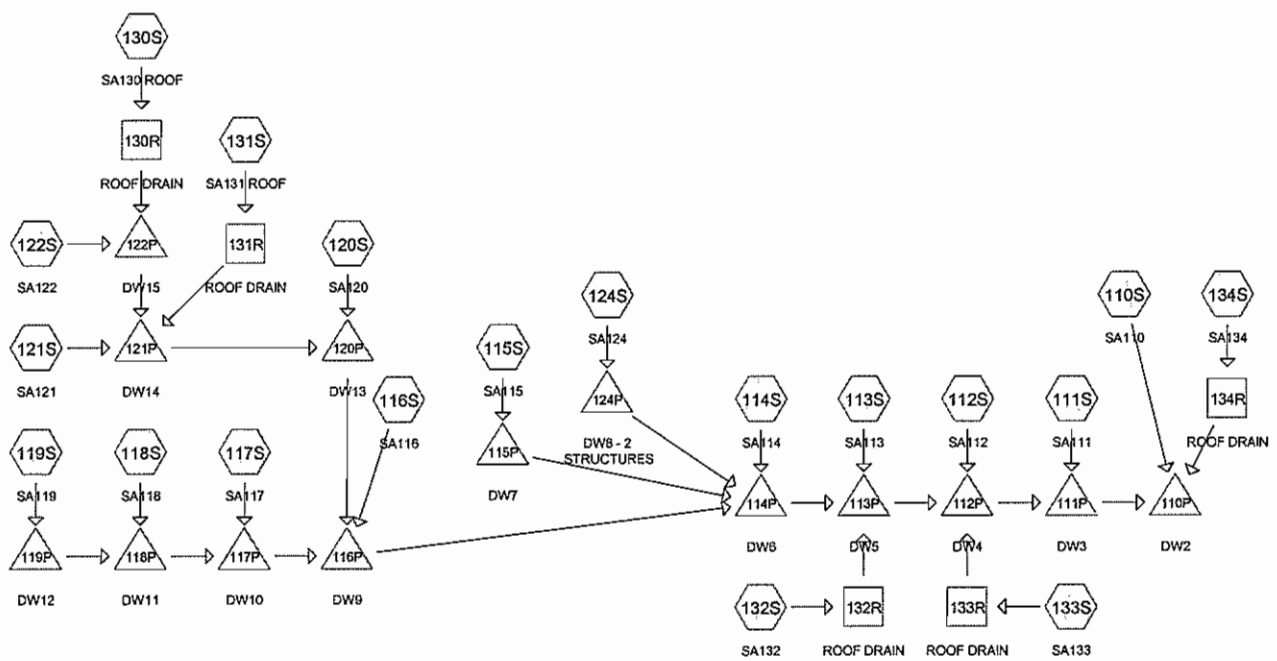 130S
SA130 ROOF
130R
131S
ROOF DRAIN
SA131 ROOF
122S
122P
131R
120S
SA122
DW15
ROOF DRAIN
SA120
124S
110S
134S
121S
121P
120P
115S
SA124
SA110
SA134
SA121
DW14
DW13
116S
SA115
124P
114S
113S
112S
111S
134R
119S
118S
117S
SA116
115P
DW8 - 2
STRUCTURES
SA114
SA113
SA112
SA111
ROOF DRAIN
SA119
SA118
SA117
DW7
114P
113P
112P
111P
110P
119P
118P
117P
116P
DW6
DW5
DW4
DW3
DW2
DW12
DW11
DW10
DW9
132S
132R
133R
133S
SA132
ROOF DRAIN
ROOF DRAIN
SA133